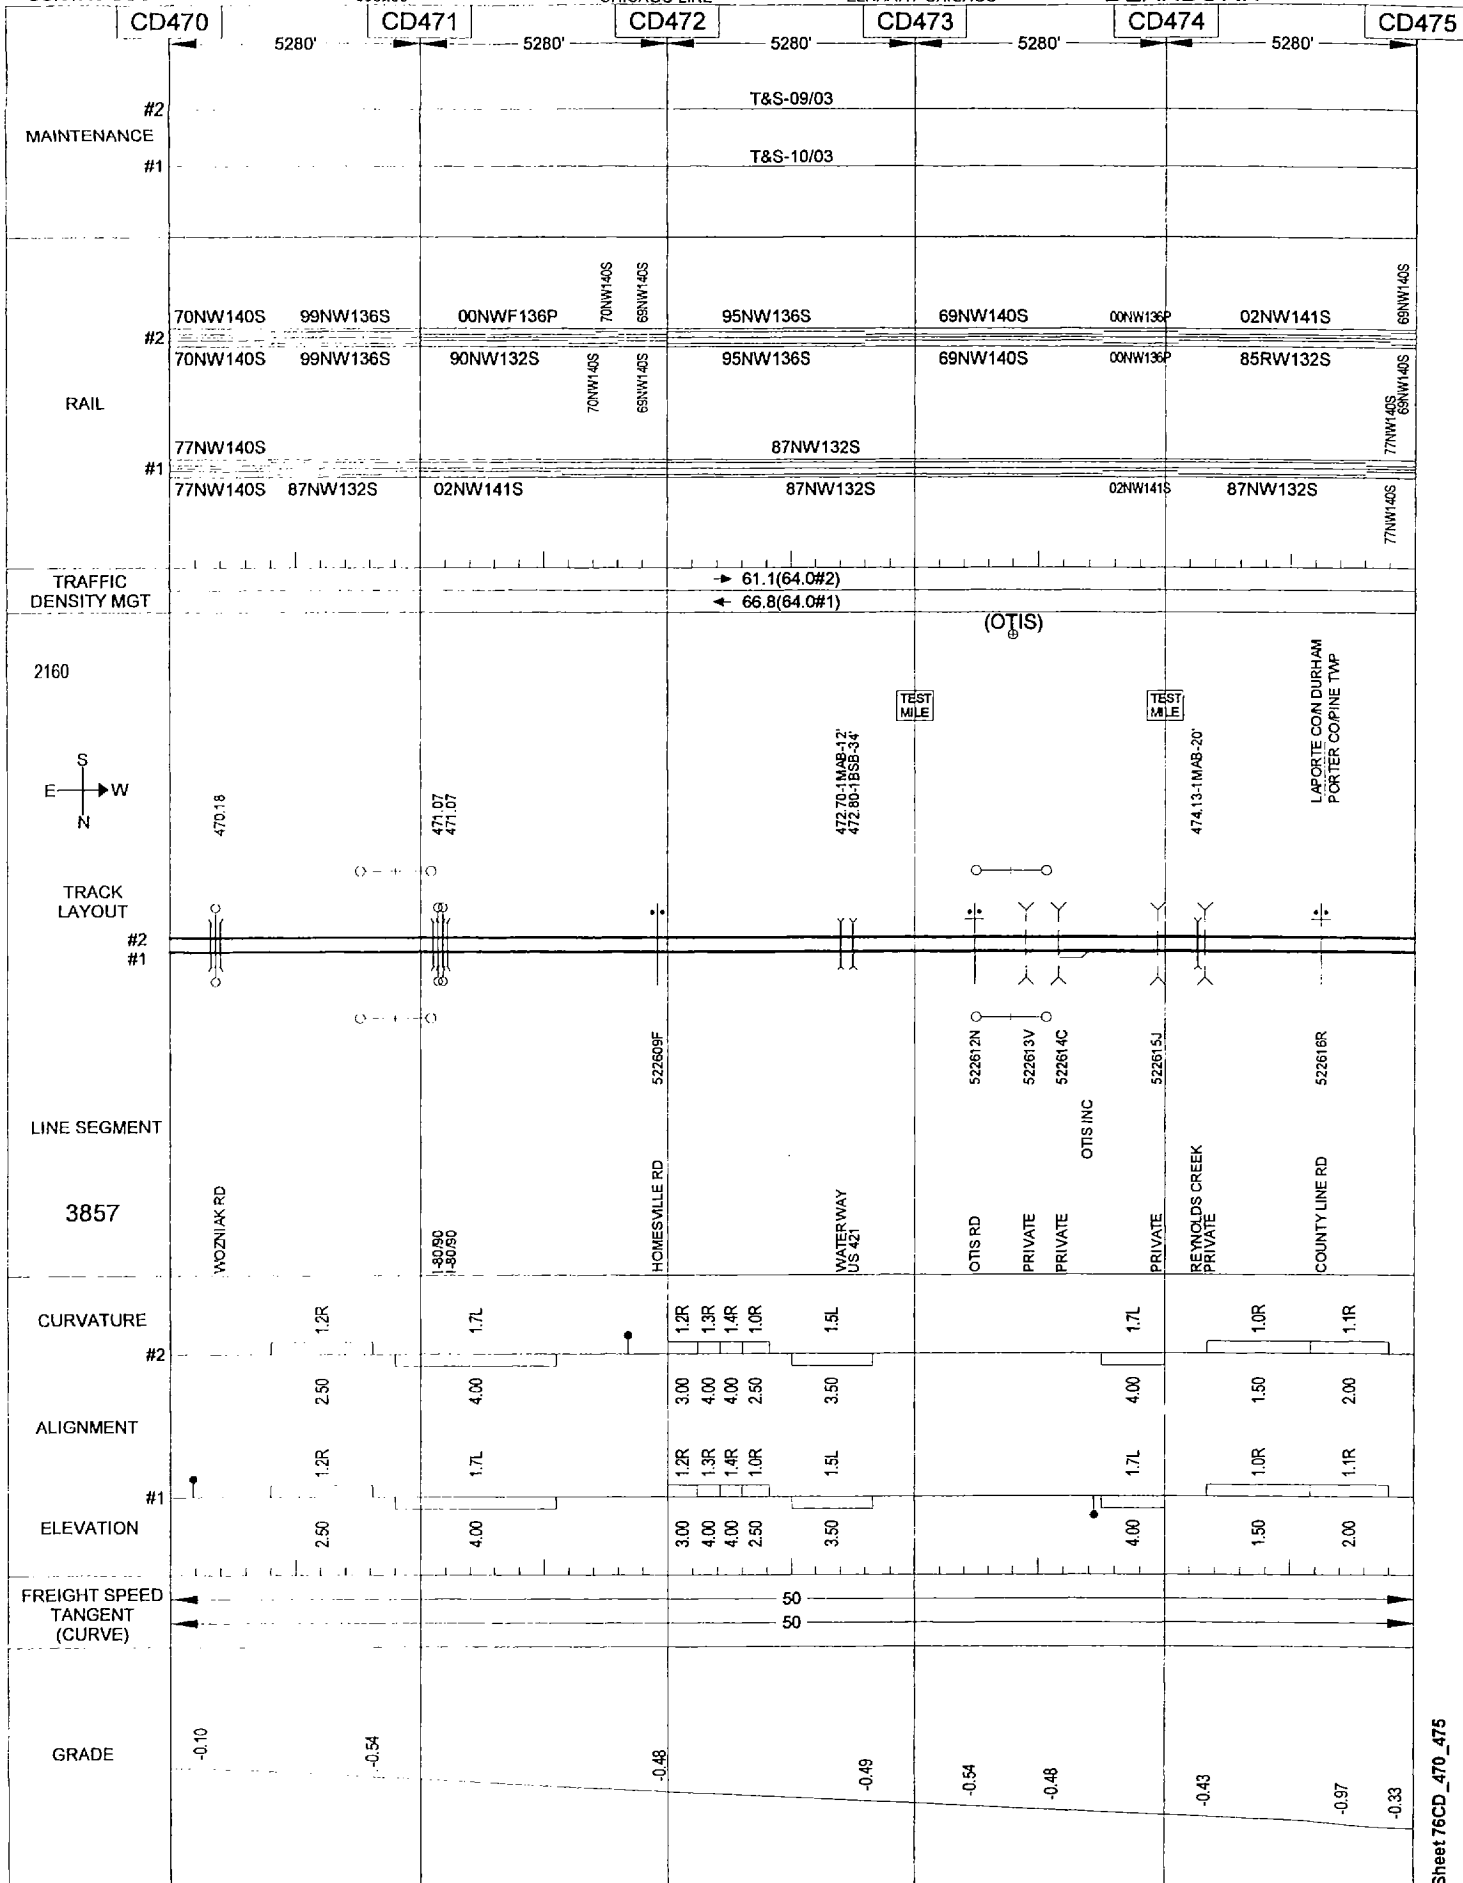 CHICAGO LINE
CD470 CD471 CD472 CD473 CD474 CD475
5280' 5280' 5280' 5280' 5280'
#2 T&S-09/03
MAINTENANCE
#1 T&S-10/03
70NW140S 69NW140S 69NW140S
70NW140S 99NW136S 00NWF136P 95NW136S 69NW140S 00NW136P 02NW141S
#2
70NW140S 99NW136S 90NW132S 95NW136S 69NW140S 00NW136P 85RW132S
70NW140S 69NW140S 77NW140S 69NW140S
RAIL
77NW140S 87NW132S
#1
77NW140S 87NW132S 02NW141S 87NW132S 02NW141S 87NW132S
77NW140S
TRAFFIC
DENSITY MGT
61.1(64.0#2)
66.8(64.0#1)
(OTIS)
2160
TEST
MILE
TEST
MILE
LAPORTE CO/N DURHAM
PORTER CO/PINE TWP
S
E W
N
470.18
471.07
471.07
472.70-1MAB-12'
472.80-1BSB-34'
474.13-1MAB-20'
TRACK
LAYOUT
#2
#1
522609F 522612N 522613V 522614C 522615J 522616R
LINE SEGMENT
OTIS INC
3857
WOZNIAK RD
I-80/90
I-80/90
HOMESVILLE RD
WATERWAY
US 421
OTIS RD
PRIVATE
PRIVATE
PRIVATE
REYNOLDS CREEK
PRIVATE
COUNTY LINE RD
CURVATURE
1.2R 1.7L 1.2R 1.3R 1.4R 1.0R 1.5L 1.7L 1.0R 1.1R
#2
2.50 4.00 3.00 4.00 4.00 2.50 3.50 4.00 1.50 2.00
ALIGNMENT
1.2R 1.7L 1.2R 1.3R 1.4R 1.0R 1.5L 1.7L 1.0R 1.1R
#1
ELEVATION
2.50 4.00 3.00 4.00 4.00 2.50 3.50 4.00 1.50 2.00
FREIGHT SPEED
TANGENT
(CURVE)
50
50
GRADE
-0.10 -0.54 -0.48 -0.49 -0.54 -0.48 -0.43 -0.97 -0.33
Sheet 76CD_470_475